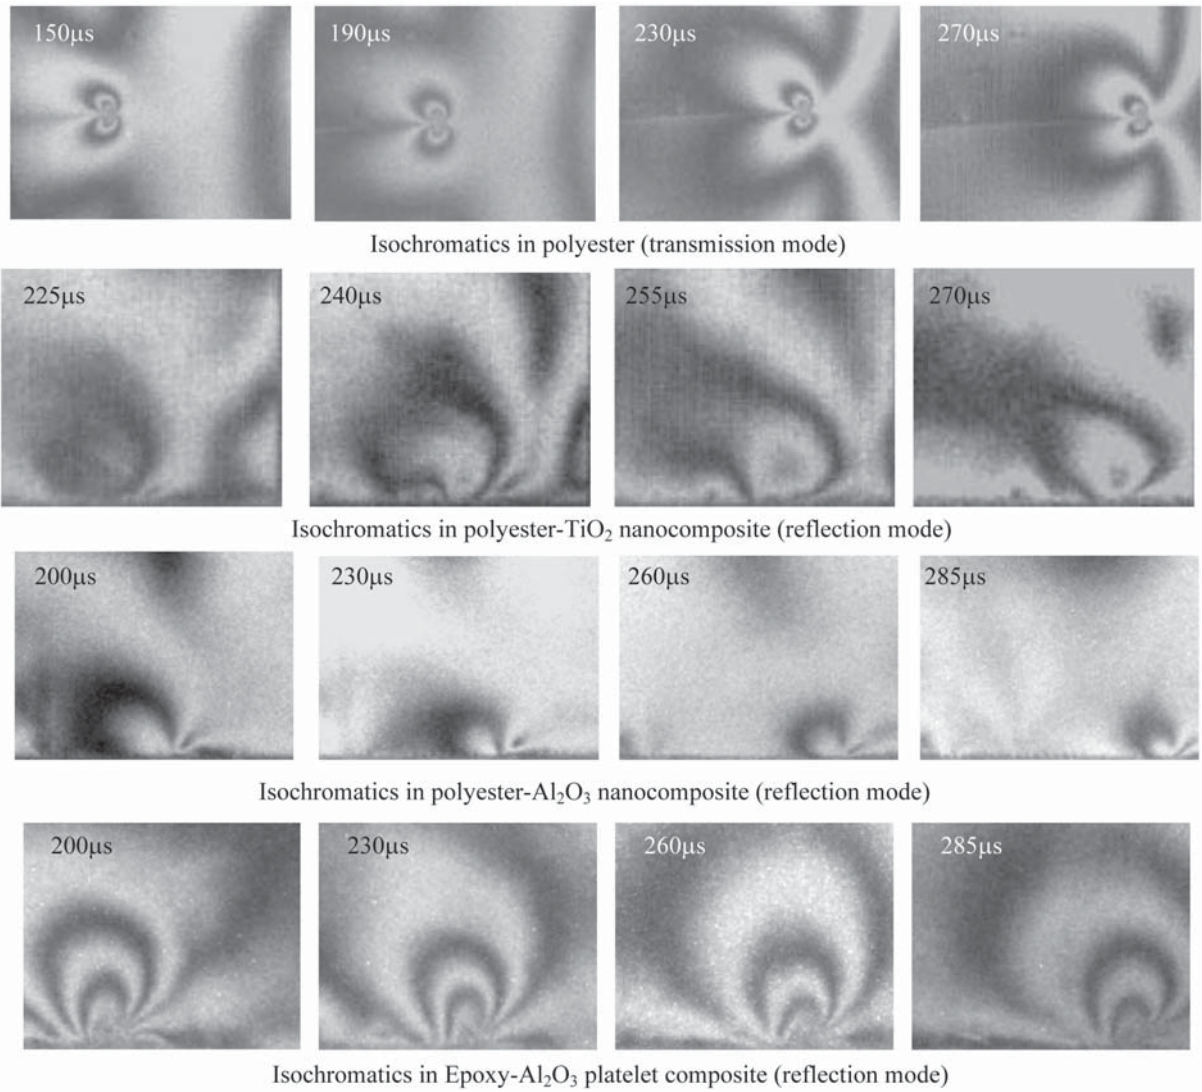 150μs 190μs 230μs 270μs
Isochromatics in polyester (transmission mode)
225μs 240μs 255μs 270μs
Isochromatics in polyester-TiO₂ nanocomposite (reflection mode)
200μs 230μs 260μs 285μs
Isochromatics in polyester-Al₂O₃ nanocomposite (reflection mode)
200μs 230μs 260μs 285μs
Isochromatics in Epoxy-Al₂O₃ platelet composite (reflection mode)